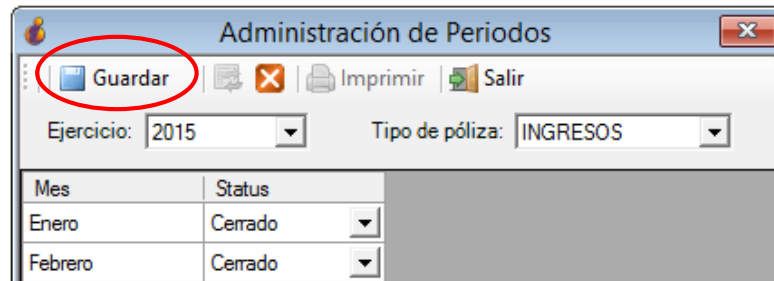 Administración de Periodos
Guardar Imprimir Salir
Ejercicio: 2015 Tipo de póliza: INGRESOS
Mes Status
Enero Cerrado
Febrero Cerrado